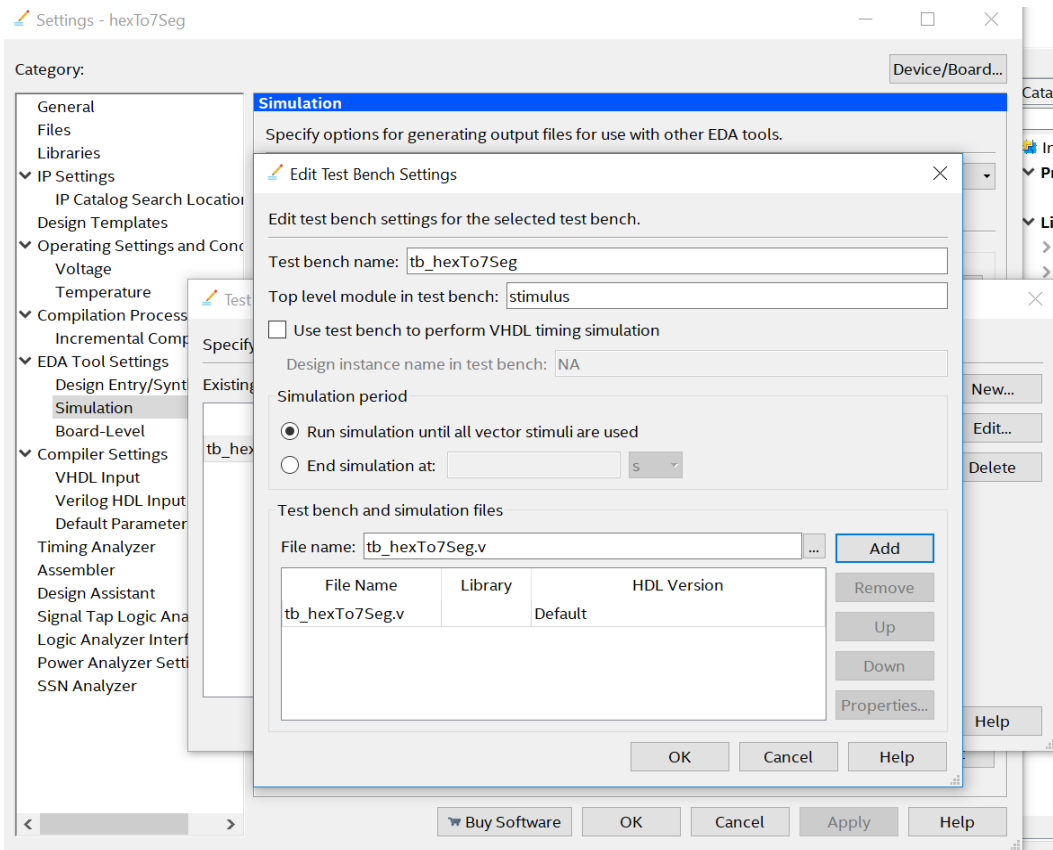 Settings - hexTo7Seg
Category:
Device/Board...
General
Files
Libraries
IP Settings
IP Catalog Search Location
Design Templates
Operating Settings and Conc
Voltage
Temperature
Compilation Process
Incremental Comp
EDA Tool Settings
Design Entry/Synt
Simulation
Board-Level
Compiler Settings
VHDL Input
Verilog HDL Input
Default Parameter
Timing Analyzer
Assembler
Design Assistant
Signal Tap Logic Ana
Logic Analyzer Interf
Power Analyzer Setti
SSN Analyzer
Simulation
Specify options for generating output files for use with other EDA tools.
Test
Specify
Existing
tb_hex
New...
Edit...
Delete
Help
Edit Test Bench Settings
Edit test bench settings for the selected test bench.
Test bench name: tb_hexTo7Seg
Top level module in test bench: stimulus
Use test bench to perform VHDL timing simulation
Design instance name in test bench: NA
Simulation period
Run simulation until all vector stimuli are used
End simulation at: s
Test bench and simulation files
File name: tb_hexTo7Seg.v ... Add
File Name Library HDL Version
tb_hexTo7Seg.v Default
Remove
Up
Down
Properties...
OK Cancel Help
Buy Software OK Cancel Apply Help
Cata
In
Pr
Li